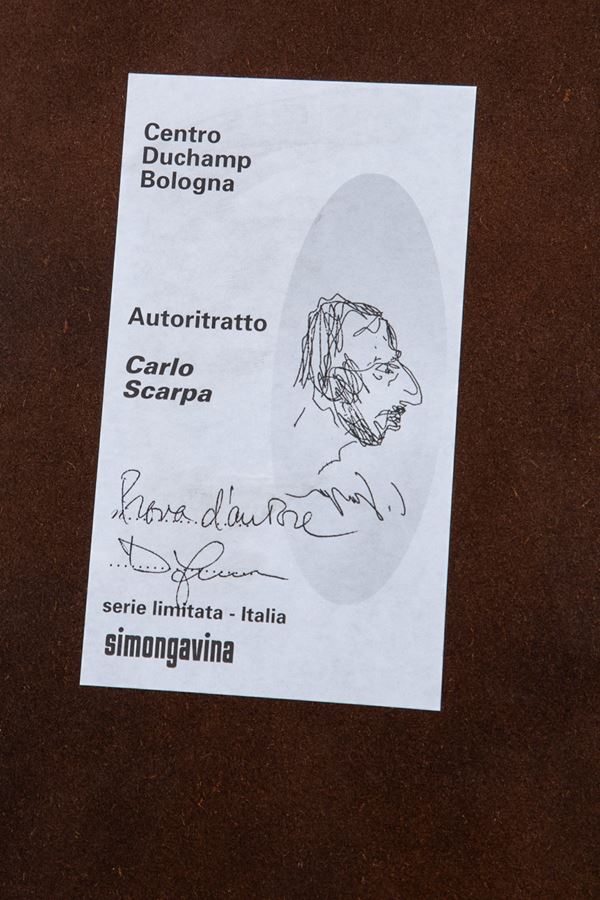 Centro
Duchamp
Bologna
Autoritratto
Carlo
Scarpa
Prova d'autore
serie limitata - Italia
simongavina